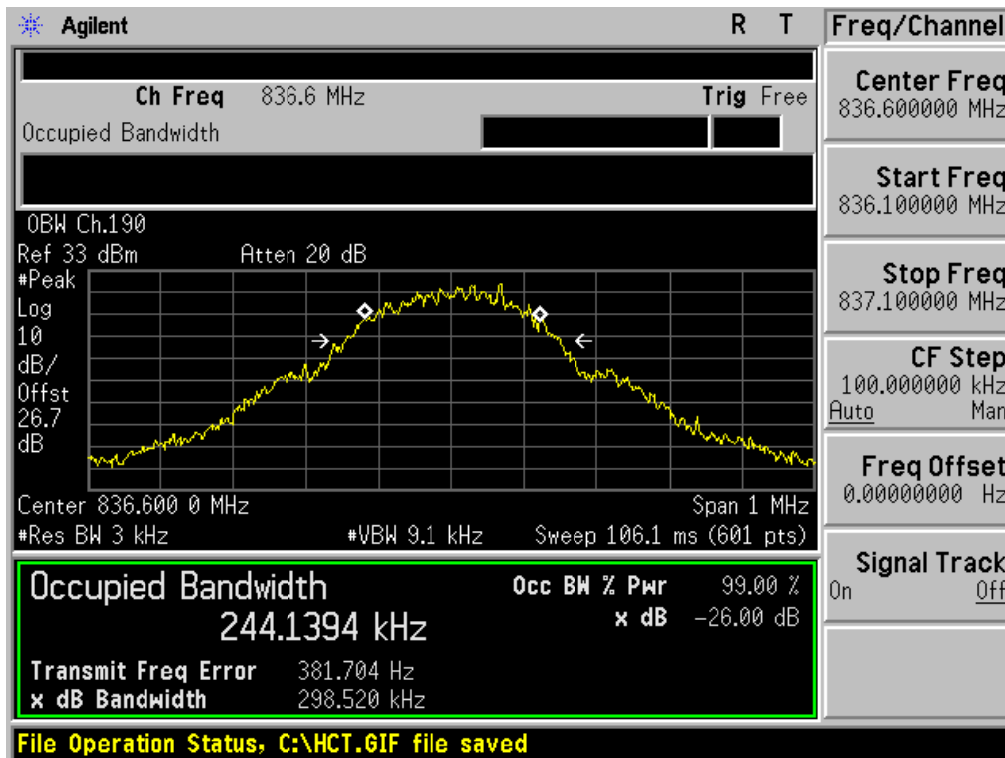 Agilent R T
Freq/Channel
Ch Freq 836.6 MHz Trig Free
Occupied Bandwidth
Center Freq
836.600000 MHz
Start Freq
836.100000 MHz
Stop Freq
837.100000 MHz
CF Step
100.000000 kHz
Auto Man
Freq Offset
0.00000000 Hz
Signal Track
On Off
OBW Ch.190
Ref 33 dBm Atten 20 dB
#Peak
Log
10
dB/
Offst
26.7
dB
Center 836.600 0 MHz Span 1 MHz
#Res BW 3 kHz #VBW 9.1 kHz Sweep 106.1 ms (601 pts)
Occupied Bandwidth
244.1394 kHz
Occ BW % Pwr 99.00 %
x dB -26.00 dB
Transmit Freq Error 381.704 Hz
x dB Bandwidth 298.520 kHz
File Operation Status, C:\HCT.GIF file saved